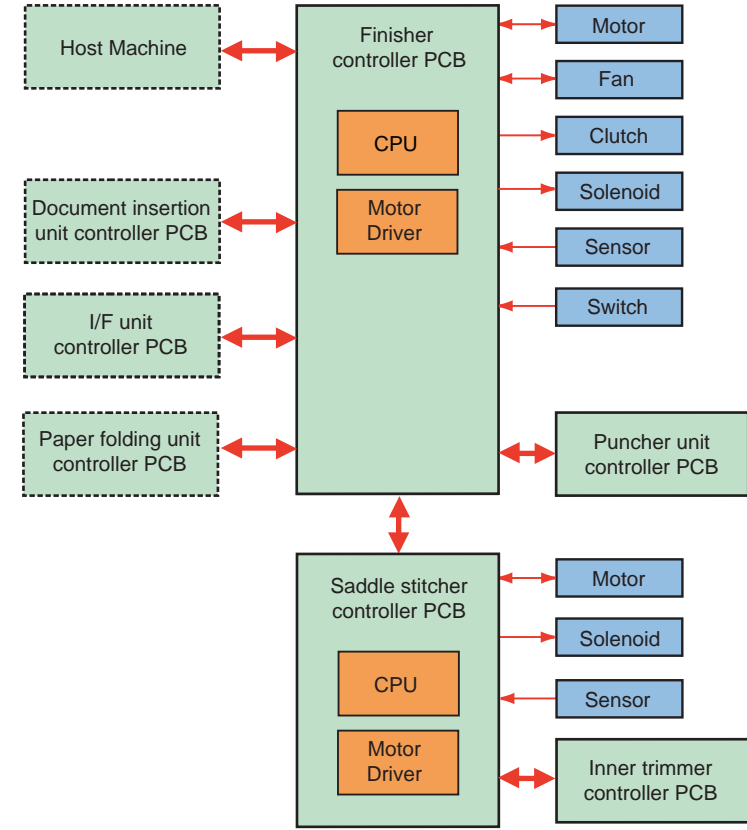 Host Machine
Document insertion
unit controller PCB
I/F unit
controller PCB
Paper folding unit
controller PCB
Finisher
controller PCB
CPU
Motor
Driver
Motor
Fan
Clutch
Solenoid
Sensor
Switch
Puncher unit
controller PCB
Saddle stitcher
controller PCB
CPU
Motor
Driver
Motor
Solenoid
Sensor
Inner trimmer
controller PCB